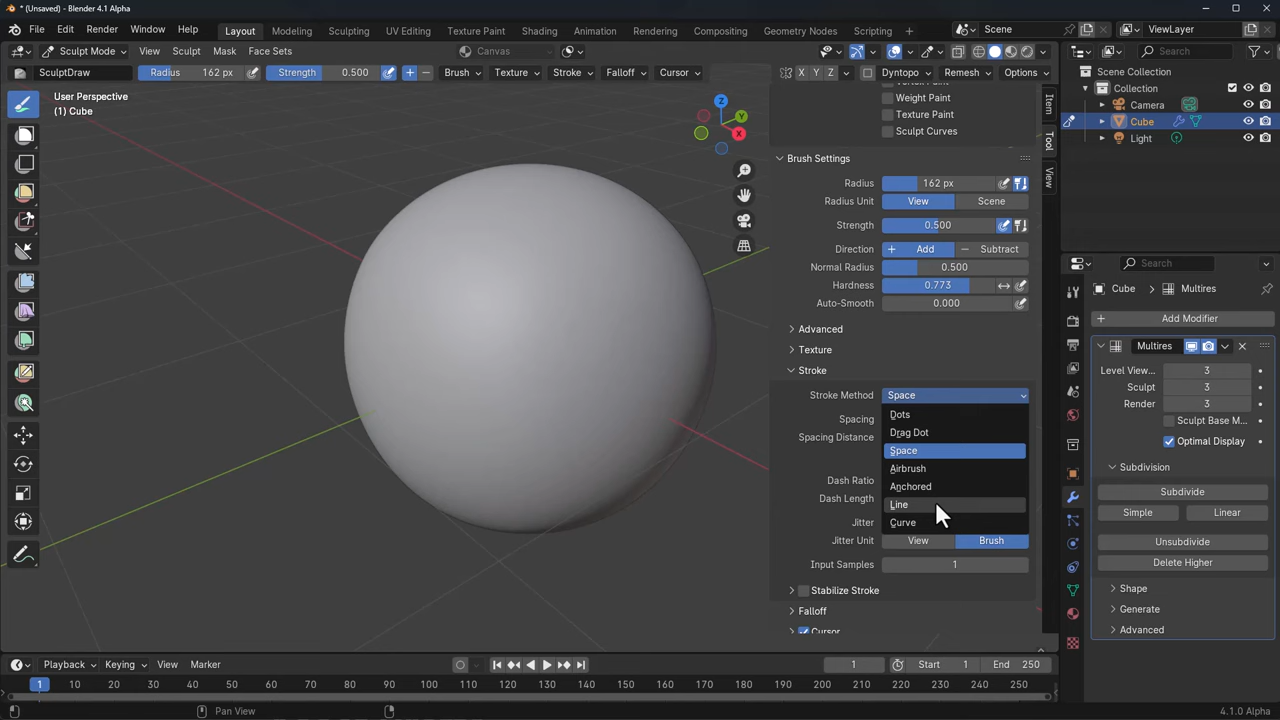 * (Unsaved) - Blender 4.1 Alpha
File Edit Render Window Help Layout Modeling Sculpting UV Editing Texture Paint Shading Animation Rendering Compositing Geometry Nodes Scripting Scene ViewLayer
Sculpt Mode View Sculpt Mask Face Sets Canvas Search
SculptDraw Radius 162 px Strength 0.500 Brush Texture Stroke Falloff Cursor X Y Z Dyntopo Remesh Options
Scene Collection
Collection
Camera
Cube
Light
User Perspective
(1) Cube
Z
Y
X
Item
Tool
View
Weight Paint
Texture Paint
Sculpt Curves
Brush Settings
Radius 162 px
Radius Unit View Scene
Strength 0.500
Direction + Add − Subtract
Normal Radius 0.500
Hardness 0.773
Auto-Smooth 0.000
Advanced
Texture
Stroke
Stroke Method Space
Spacing
Spacing Distance
Dash Ratio
Dash Length
Jitter
Dots
Drag Dot
Space
Airbrush
Anchored
Line
Curve
Jitter Unit View Brush
Input Samples 1
Stabilize Stroke
Falloff
Cursor
Search
Cube Multires
Add Modifier
Multires
Level View... 3
Sculpt 3
Render 3
Sculpt Base M...
Optimal Display
Subdivision
Subdivide
Simple Linear
Unsubdivide
Delete Higher
Shape
Generate
Advanced
Playback Keying View Marker 1 Start 1 End 250
1 10 20 30 40 50 60 70 80 90 100 110 120 130 140 150 160 170 180 190 200 210 220 230 240 250
Pan View 4.1.0 Alpha